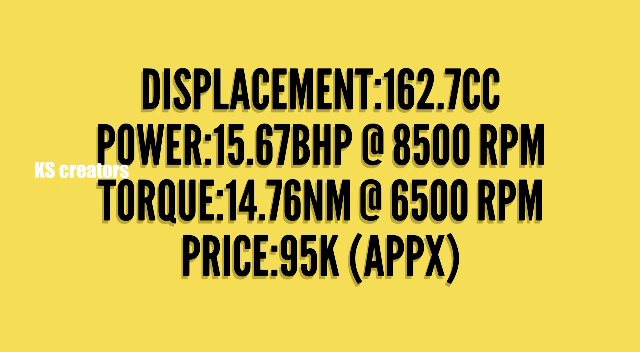 DISPLACEMENT:162.7CC
POWER:15.67BHP @ 8500 RPM
KS creators
TORQUE:14.76NM @ 6500 RPM
PRICE:95K (APPX)